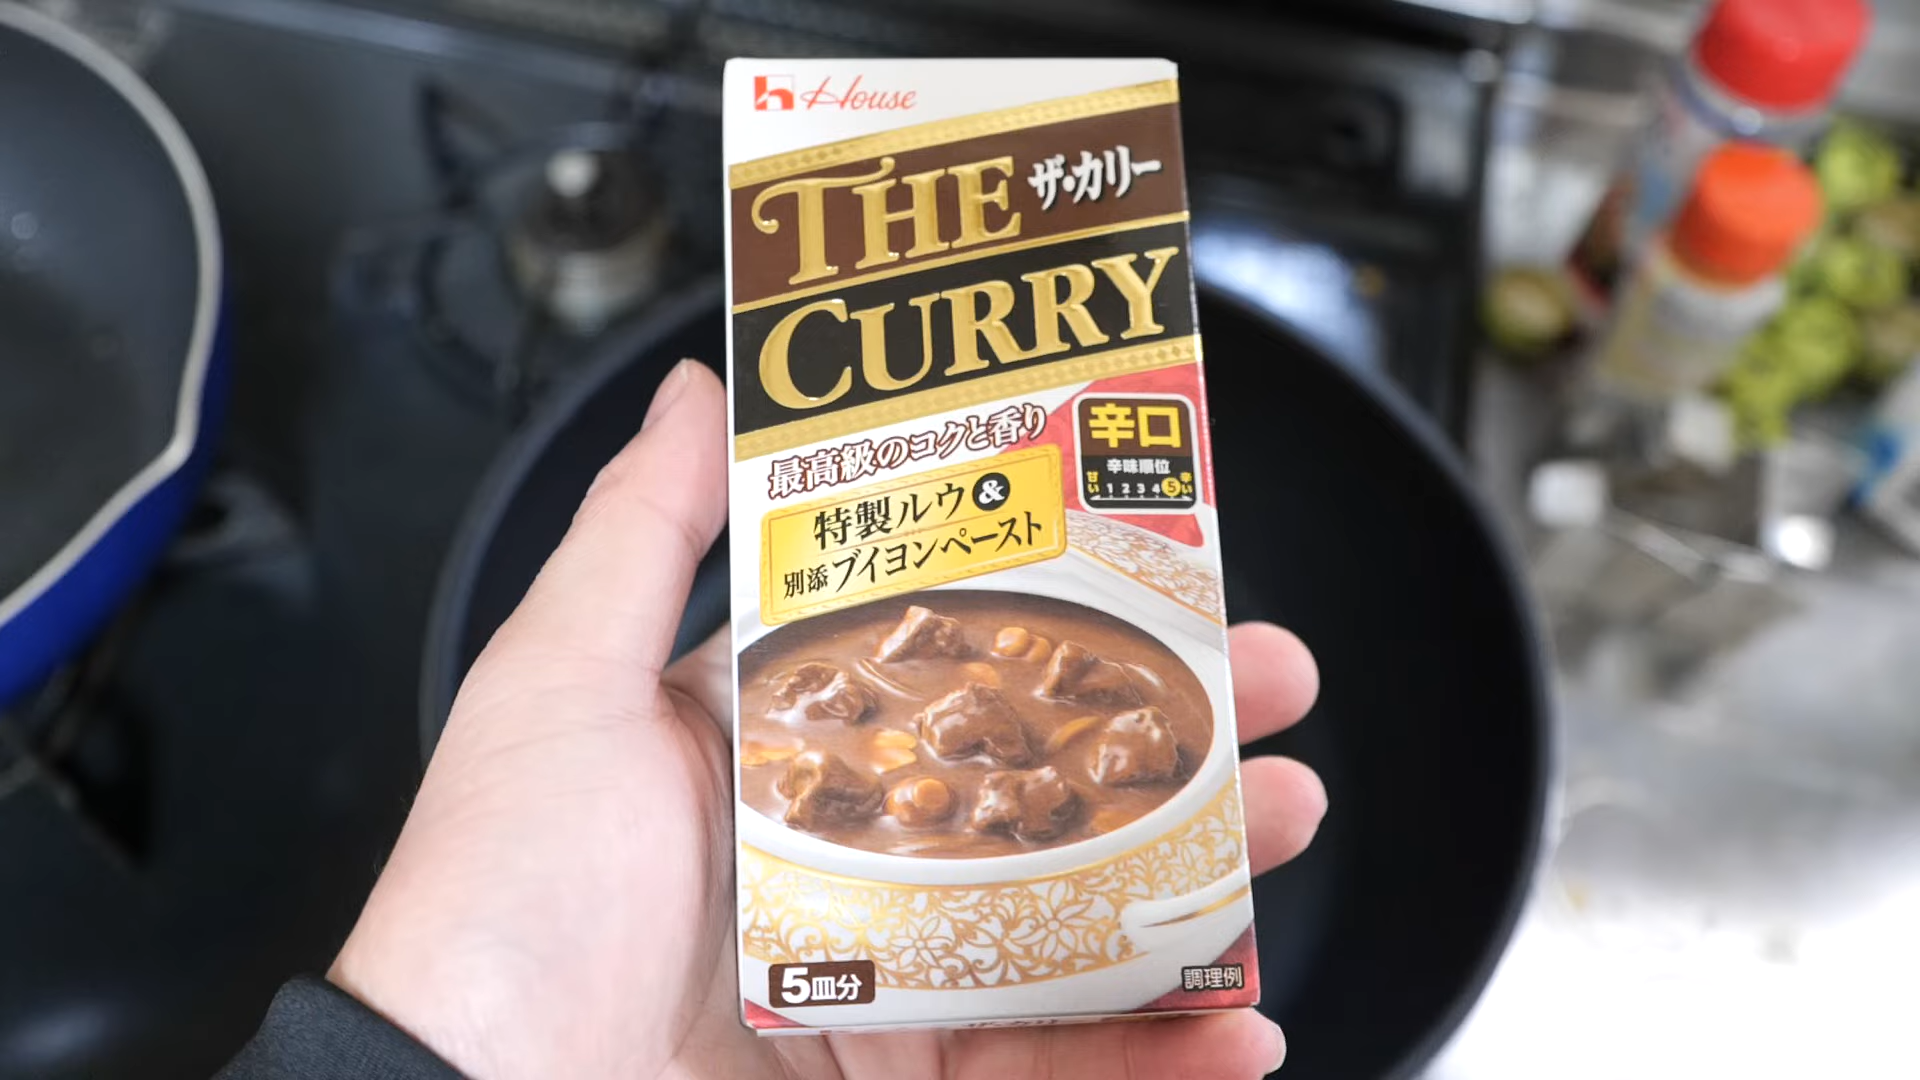 House
THE ザ・カリー
CURRY
最高級のコクと香り
辛口
辛味順位
甘い 1 2 3 4 5 辛い
特製ルウ&
別添ブイヨンペースト
5皿分
調理例